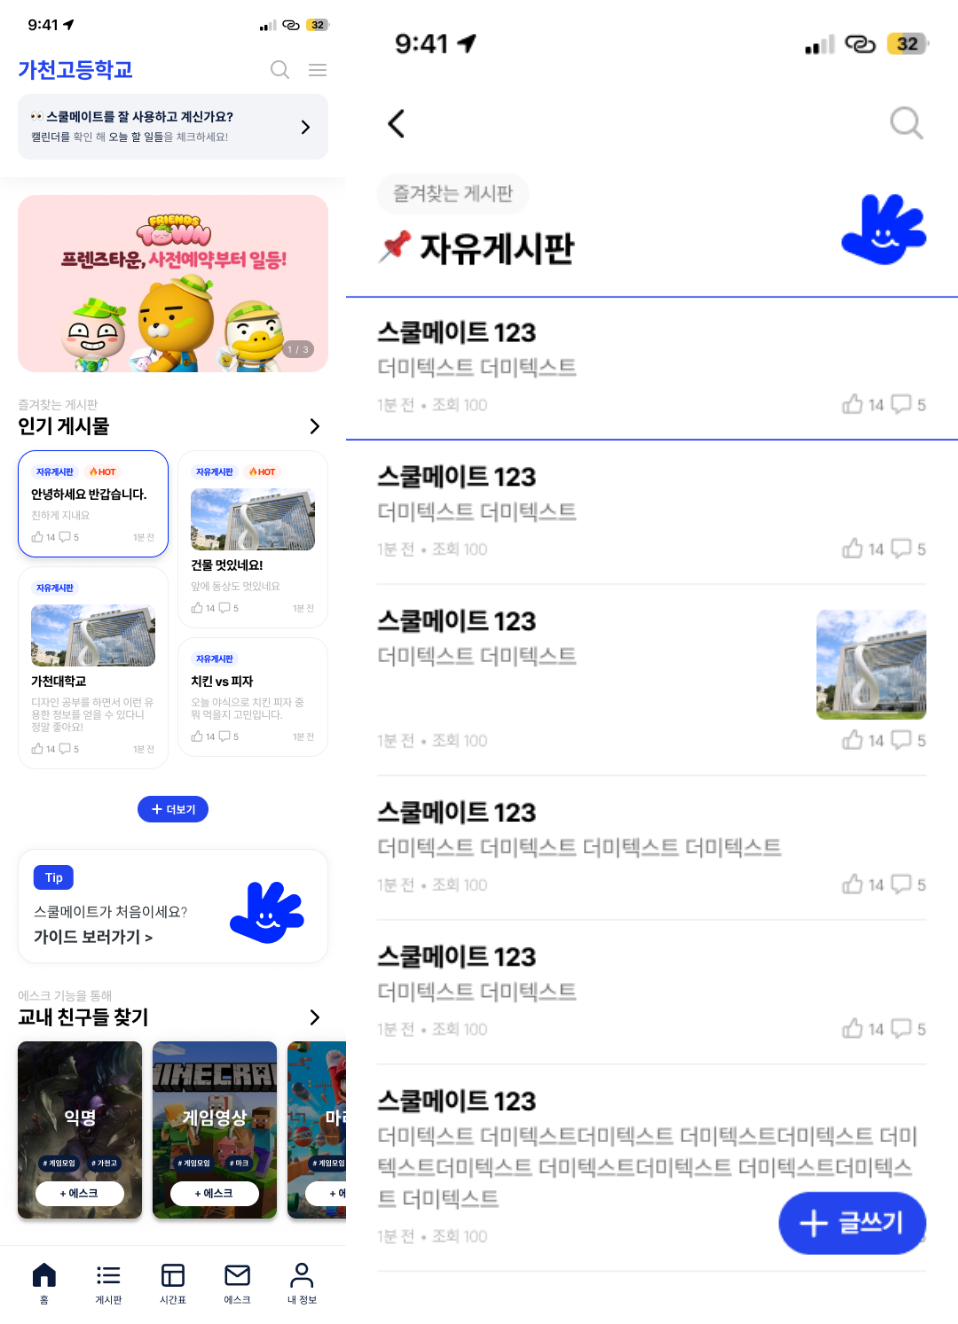 9:41
32
가천고등학교
👀 스쿨메이트를 잘 사용하고 계신가요?
캘린더를 확인 해 오늘 할 일들을 체크하세요!
FRIENDS
TOWN
프렌즈타운, 사전예약부터 일등!
1 / 3
즐겨찾는 게시판
인기 게시물
자유게시판 🔥HOT
안녕하세요 반갑습니다.
친하게 지내요
14 5 1분 전
자유게시판
가천대학교
디자인 공부를 하면서 이런 유
용한 정보를 얻을 수 있다니
정말 좋아요!
14 5 1분 전
자유게시판 🔥HOT
건물 멋있네요!
앞에 동상도 멋있네요
14 5 1분 전
자유게시판
치킨 vs 피자
오늘 야식으로 치킨 피자 중
뭐 먹을지 고민입니다.
14 5 1분 전
+ 더보기
Tip
스쿨메이트가 처음이세요?
가이드 보러가기 >
에스크 기능을 통해
교내 친구들 찾기
익명
# 게임모임 # 가천고
+ 에스크
MINECRA
게임영상
# 게임모임 # 마크
+ 에스크
# 게임모임
홈 게시판 시간표 에스크 내 정보
9:41
32
즐겨찾는 게시판
📌 자유게시판
스쿨메이트 123
더미텍스트 더미텍스트
1분 전 • 조회 100 14 5
스쿨메이트 123
더미텍스트 더미텍스트
1분 전 • 조회 100 14 5
스쿨메이트 123
더미텍스트 더미텍스트
1분 전 • 조회 100 14 5
스쿨메이트 123
더미텍스트 더미텍스트 더미텍스트 더미텍스트
1분 전 • 조회 100 14 5
스쿨메이트 123
더미텍스트 더미텍스트
1분 전 • 조회 100 14 5
스쿨메이트 123
더미텍스트 더미텍스트더미텍스트 더미텍스트더미텍스트 더미
텍스트더미텍스트 더미텍스트더미텍스트 더미텍스트더미텍스
트 더미텍스트
1분 전 • 조회 100
+ 글쓰기